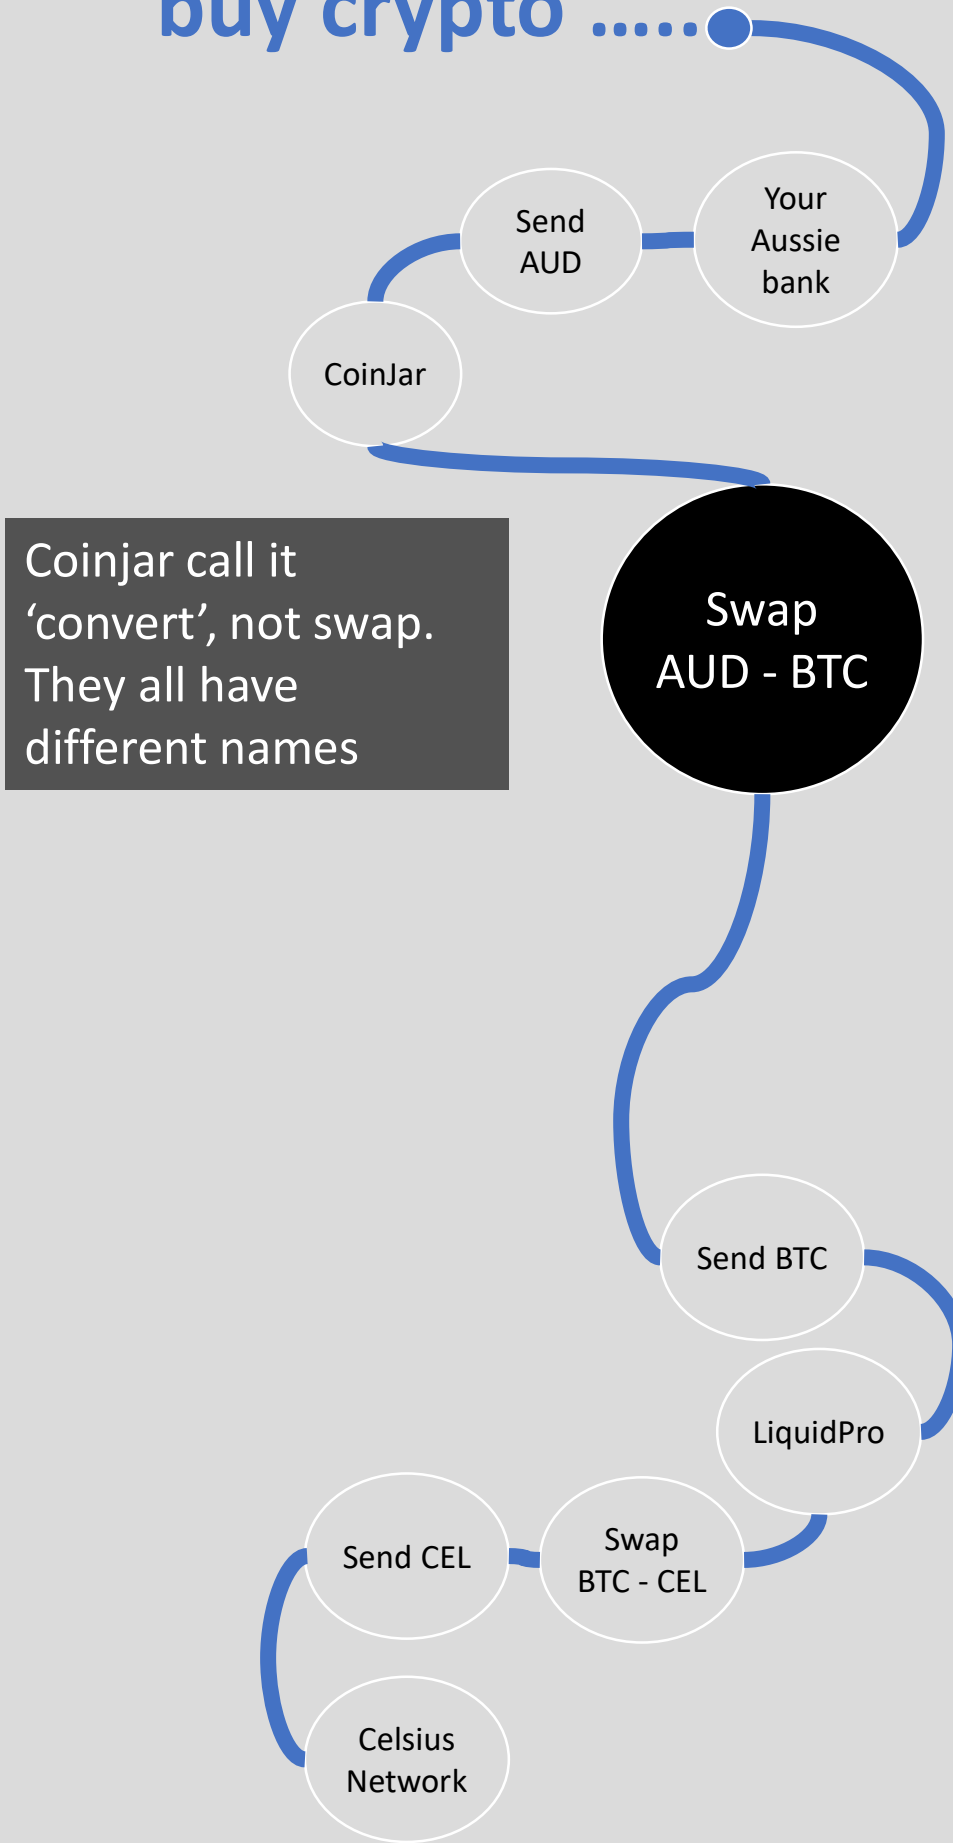 buy crypto .....
Your
Aussie
bank
Send
AUD
CoinJar
Swap
AUD - BTC
Coinjar call it
‘convert’, not swap.
They all have
different names
Send BTC
LiquidPro
Swap
BTC - CEL
Send CEL
Celsius
Network